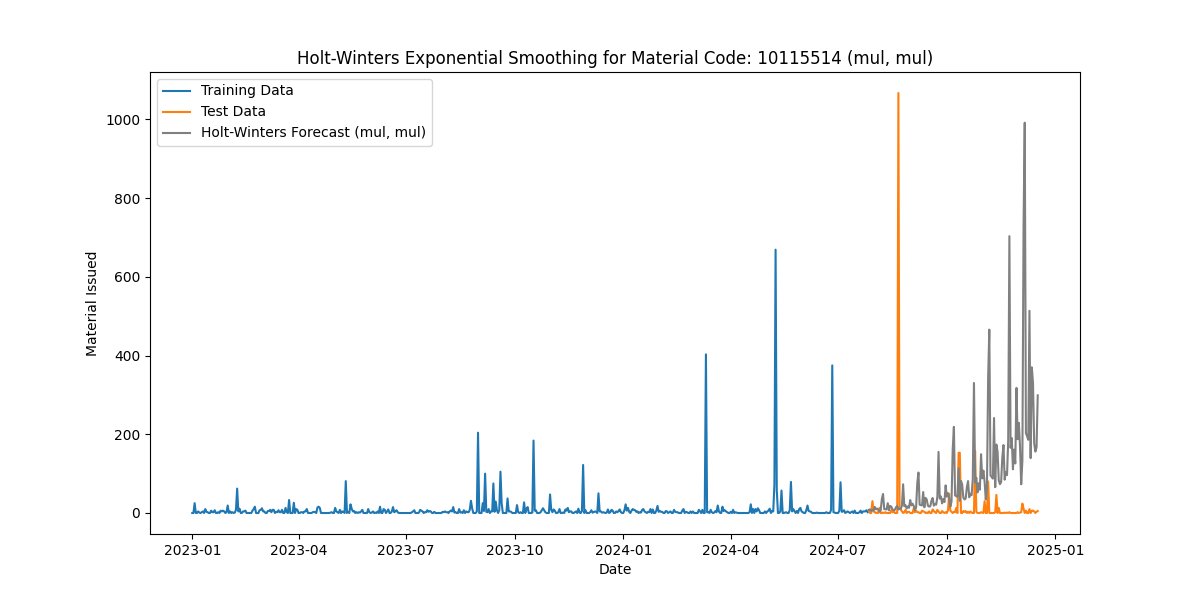 Holt-Winters Exponential Smoothing for Material Code: 10115514 (mul, mul)
Training Data
Test Data
Holt-Winters Forecast (mul, mul)
1000
800
600
400
200
0
Material Issued
2023-01 2023-04 2023-07 2023-10 2024-01 2024-04 2024-07 2024-10 2025-01
Date